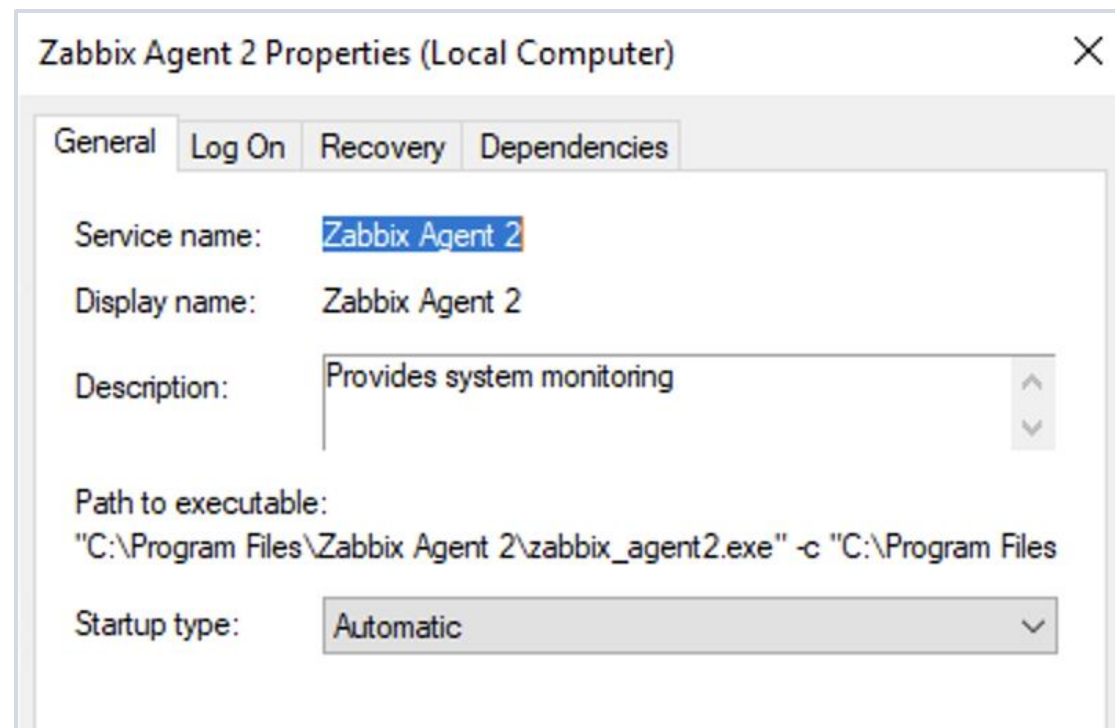 Zabbix Agent 2 Properties (Local Computer)
General Log On Recovery Dependencies
Service name: Zabbix Agent 2
Display name: Zabbix Agent 2
Description: Provides system monitoring
Path to executable:
"C:\Program Files\Zabbix Agent 2\zabbix_agent2.exe" -c "C:\Program Files
Startup type: Automatic